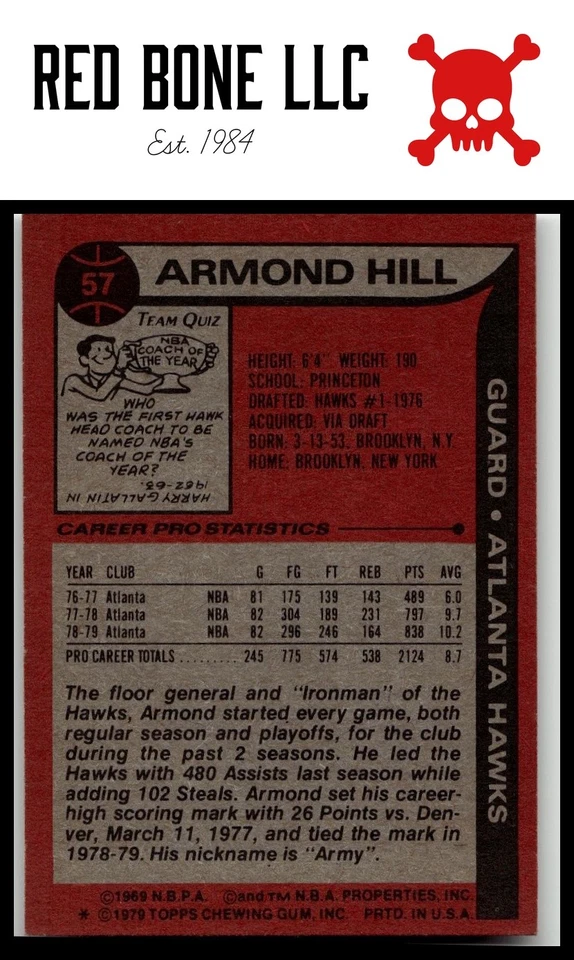 RED BONE LLC
Est. 1984
57
ARMOND HILL
TEAM QUIZ
NBA
COACH OF
THE YEAR
WHO
WAS THE FIRST HAWK
HEAD COACH TO BE
NAMED NBA'S
COACH OF THE
YEAR?
HARRY GALLATIN IN
1962-63.
HEIGHT: 6'4" WEIGHT: 190
SCHOOL: PRINCETON
DRAFTED: HAWKS #1-1976
ACQUIRED: VIA DRAFT
BORN: 3-13-53, BROOKLYN, N.Y.
HOME: BROOKLYN, NEW YORK
GUARD • ATLANTA HAWKS
CAREER PRO STATISTICS
YEAR CLUB G FG FT REB PTS AVG
76-77 Atlanta NBA 81 175 139 143 489 6.0
77-78 Atlanta NBA 82 304 189 231 797 9.7
78-79 Atlanta NBA 82 296 246 164 838 10.2
PRO CAREER TOTALS ......... 245 775 574 538 2124 8.7
The floor general and "Ironman" of the
Hawks, Armond started every game, both
regular season and playoffs, for the club
during the past 2 seasons. He led the
Hawks with 480 Assists last season while
adding 102 Steals. Armond set his career-
high scoring mark with 26 Points vs. Den-
ver, March 11, 1977, and tied the mark in
1978-79. His nickname is "Army".
©1969 N.B.P.A. ©and TM N.B.A. PROPERTIES, INC.
* ©1979 TOPPS CHEWING GUM, INC. PRTD. IN U.S.A.